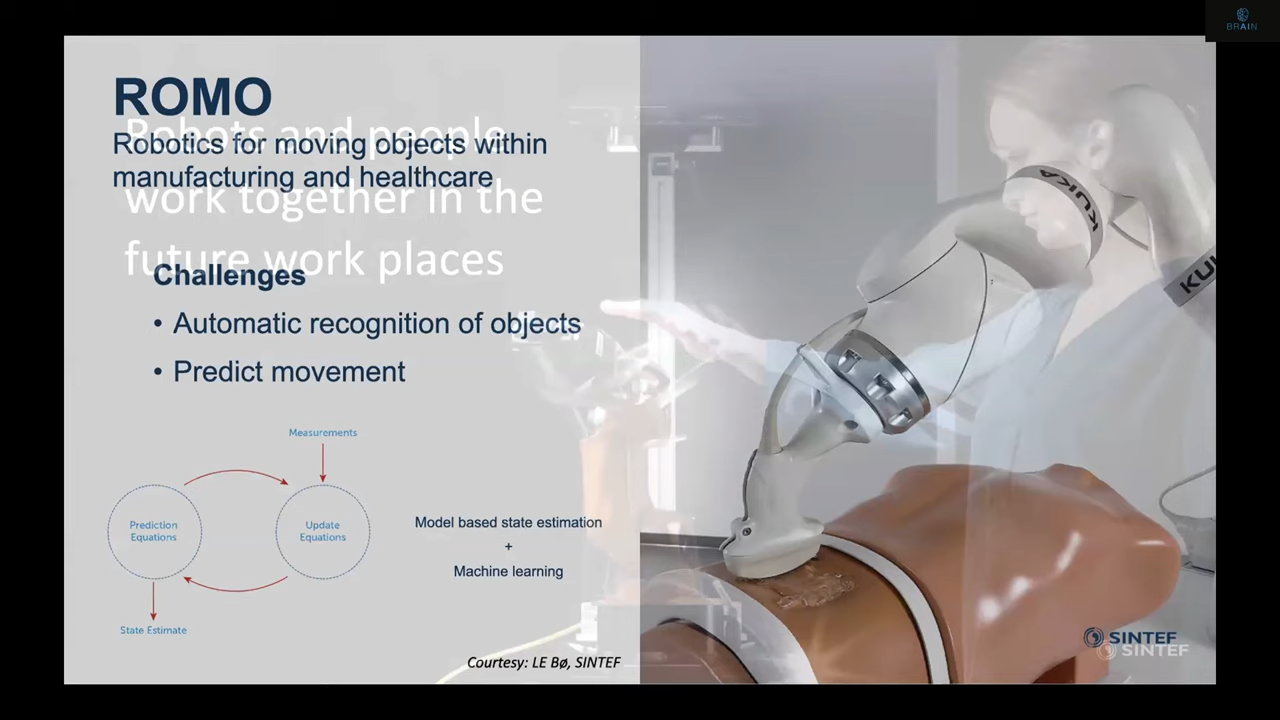 BRAIN
ROMO
Robotics for moving objects within
manufacturing and healthcare
Robots and people
work together in the
future work places
Challenges
• Automatic recognition of objects
• Predict movement
Measurements
Prediction
Equations
Update
Equations
State Estimate
Model based state estimation
+
Machine learning
Courtesy: LE Bø, SINTEF
KUKA
KU
SINTEF
SINTEF